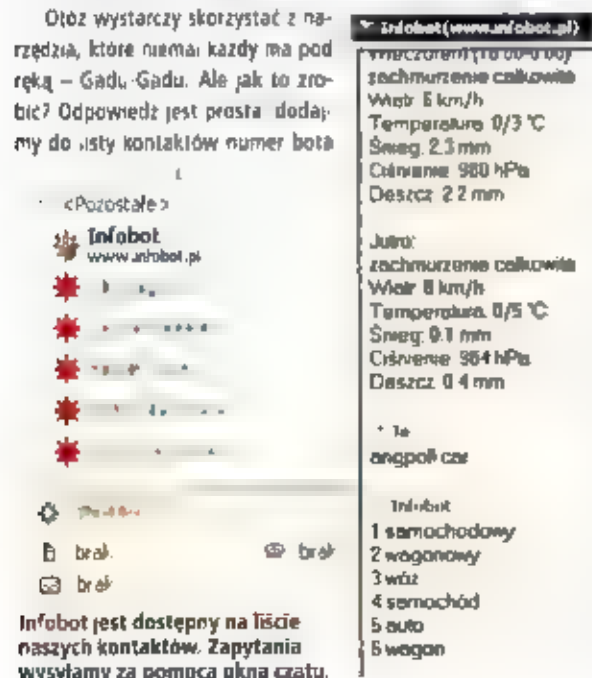 Otóż wystarczy skorzystać z na-
rzędzia, które niemal każdy ma pod
ręką – Gadu-Gadu. Ale jak to zro-
bić? Odpowiedź jest prosta: dodaj-
my do listy kontaktów numer bota
<Pozostałe>
Infobot
www.infobot.pl
brak
brak
brak
Infobot jest dostępny na liście
naszych kontaktów. Zapytania
wysyłamy za pomocą okna czatu.
Infobot(www.infobot.pl)
zachmurzenie całkowite
Wiatr: 6 km/h
Temperatura: 0/3 °C
Śnieg: 2.3 mm
Ciśnienie: 980 hPa
Deszcz: 2.2 mm
Jutro:
zachmurzenie całkowite
Wiatr: 8 km/h
Temperatura: 0/5 °C
Śnieg: 0.1 mm
Ciśnienie: 984 hPa
Deszcz: 0.4 mm
Ja
angpol car
Infobot
1 samochodowy
2 wagonowy
3 wóz
4 samochód
5 auto
6 wagon